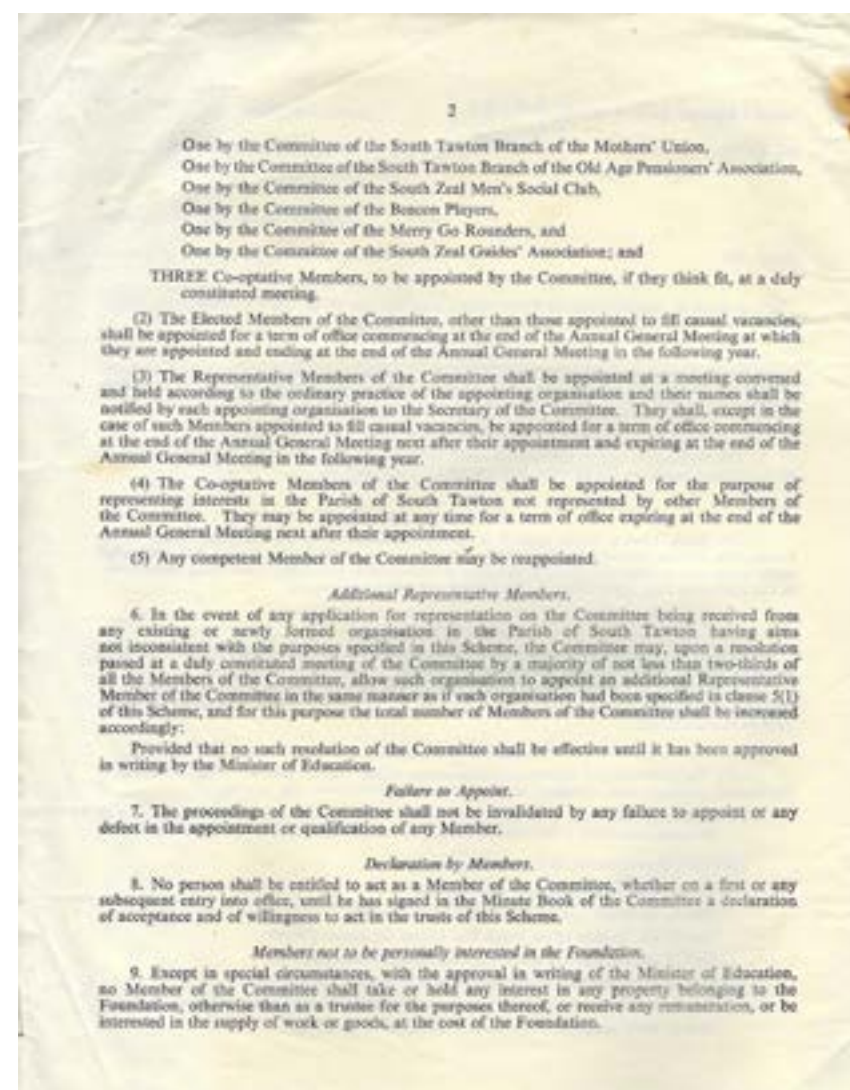 2
One by the Committee of the South Tawton Branch of the Mothers' Union,
One by the Committee of the South Tawton Branch of the Old Age Pensioners' Association,
One by the Committee of the South Zeal Men's Social Club,
One by the Committee of the Beacon Players,
One by the Committee of the Merry Go Rounders, and
One by the Committee of the South Zeal Guides' Association; and
THREE Co-optative Members, to be appointed by the Committee, if they think fit, at a duly
constituted meeting.
(2) The Elected Members of the Committee, other than those appointed to fill casual vacancies,
shall be appointed for a term of office commencing at the end of the Annual General Meeting at which
they are appointed and ending at the end of the Annual General Meeting in the following year.
(3) The Representative Members of the Committee shall be appointed at a meeting convened
and held according to the ordinary practice of the appointing organisation and their names shall be
notified by each appointing organisation to the Secretary of the Committee. They shall, except in the
case of such Members appointed to fill casual vacancies, be appointed for a term of office commencing
at the end of the Annual General Meeting next after their appointment and expiring at the end of the
Annual General Meeting in the following year.
(4) The Co-optative Members of the Committee shall be appointed for the purpose of
representing interests in the Parish of South Tawton not represented by other Members of
the Committee. They may be appointed at any time for a term of office expiring at the end of the
Annual General Meeting next after their appointment.
(5) Any competent Member of the Committee may be reappointed.
Additional Representative Members.
6. In the event of any application for representation on the Committee being received from
any existing or newly formed organisation in the Parish of South Tawton having aims
not inconsistent with the purposes specified in this Scheme, the Committee may, upon a resolution
passed at a duly constituted meeting of the Committee by a majority of not less than two-thirds of
all the Members of the Committee, allow such organisation to appoint an additional Representative
Member of the Committee in the same manner as if such organisation had been specified in clause 5(1)
of this Scheme, and for this purpose the total number of Members of the Committee shall be increased
accordingly:
Provided that no such resolution of the Committee shall be effective until it has been approved
in writing by the Minister of Education.
Failure to Appoint.
7. The proceedings of the Committee shall not be invalidated by any failure to appoint or any
defect in the appointment or qualification of any Member.
Declaration by Members.
8. No person shall be entitled to act as a Member of the Committee, whether on a first or any
subsequent entry into office, until he has signed in the Minute Book of the Committee a declaration
of acceptance and of willingness to act in the trusts of this Scheme.
Members not to be personally interested in the Foundation.
9. Except in special circumstances, with the approval in writing of the Minister of Education,
no Member of the Committee shall take or hold any interest in any property belonging to the
Foundation, otherwise than as a trustee for the purposes thereof, or receive any remuneration, or be
interested in the supply of work or goods, at the cost of the Foundation.